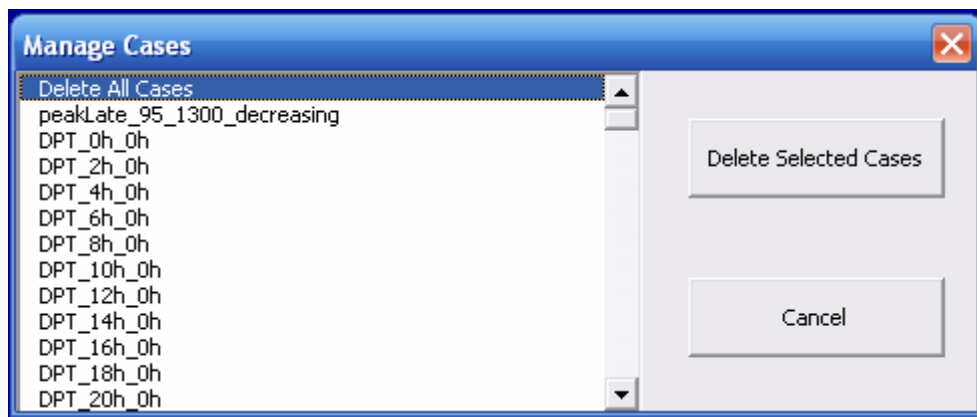 Manage Cases
Delete All Cases
peakLate_95_1300_decreasing
DPT_0h_0h
DPT_2h_0h
DPT_4h_0h
DPT_6h_0h
DPT_8h_0h
DPT_10h_0h
DPT_12h_0h
DPT_14h_0h
DPT_16h_0h
DPT_18h_0h
DPT_20h_0h
Delete Selected Cases
Cancel